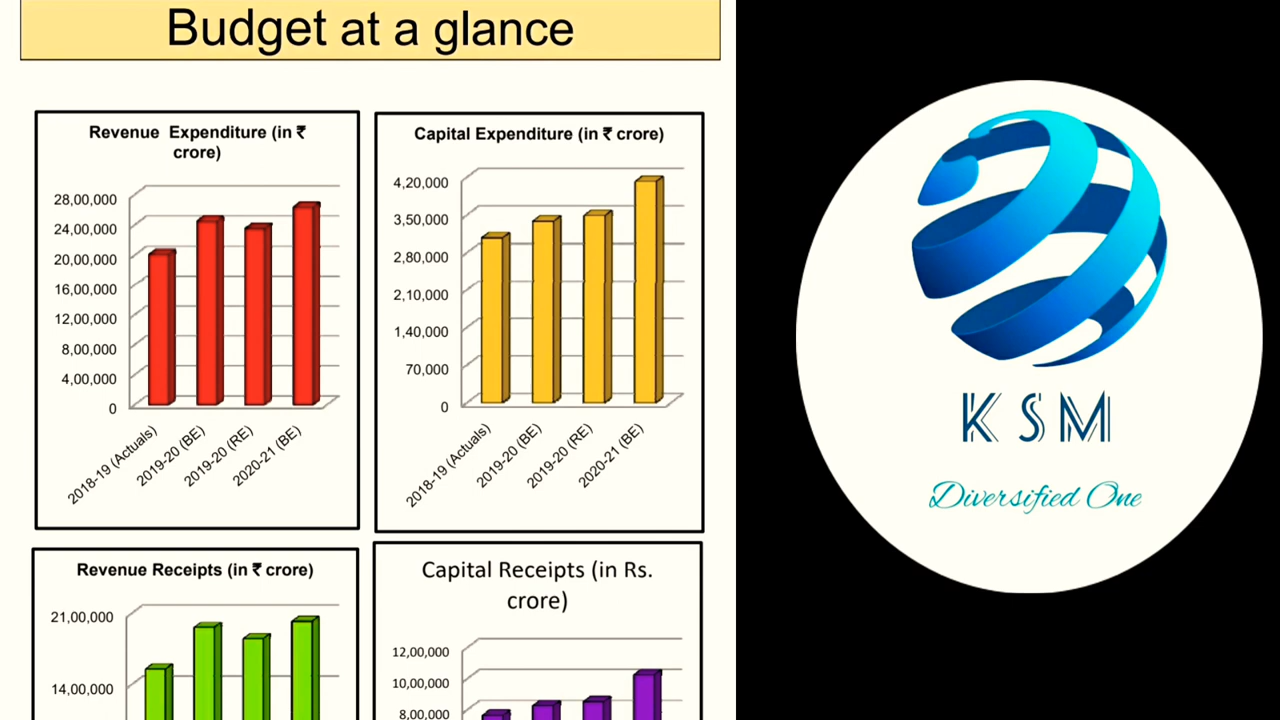 Budget at a glance
Revenue Expenditure (in ₹
crore)
28,00,000
24,00,000
20,00,000
16,00,000
12,00,000
8,00,000
4,00,000
0
2018-19 (Actuals)
2019-20 (BE)
2019-20 (RE)
2020-21 (BE)
Capital Expenditure (in ₹ crore)
4,20,000
3,50,000
2,80,000
2,10,000
1,40,000
70,000
0
2018-19 (Actuals)
2019-20 (BE)
2019-20 (RE)
2020-21 (BE)
Revenue Receipts (in ₹ crore)
21,00,000
14,00,000
Capital Receipts (in Rs.
crore)
12,00,000
10,00,000
8,00,000
KSM
Diversified One